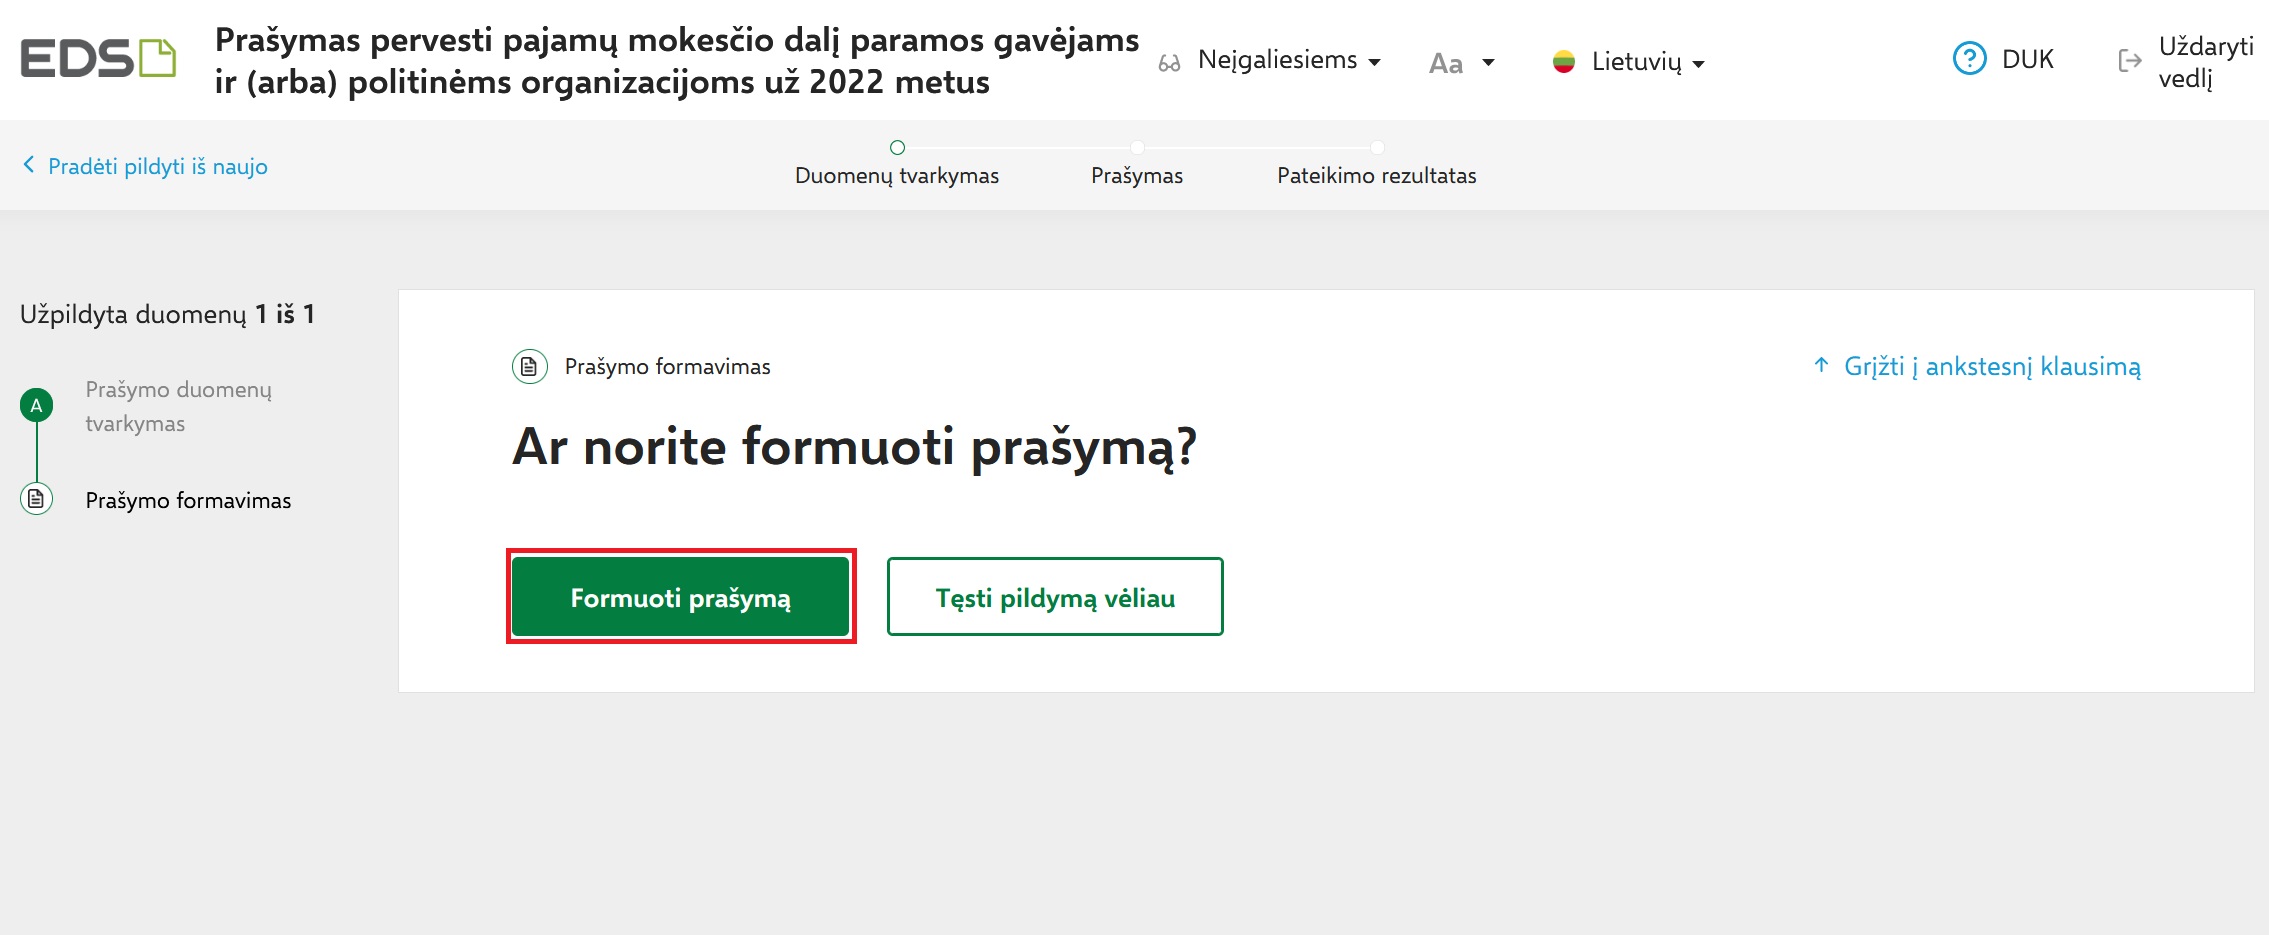 EDS
Prašymas pervesti pajamų mokesčio dalį paramos gavėjams
ir (arba) politinėms organizacijoms už 2022 metus
Neįgaliesiems
Aa
Lietuvių
? DUK
Uždaryti
vedlį
Pradėti pildyti iš naujo
Duomenų tvarkymas
Prašymas
Pateikimo rezultatas
Užpildyta duomenų 1 iš 1
A
Prašymo duomenų
tvarkymas
Prašymo formavimas
Prašymo formavimas
Grįžti į ankstesnį klausimą
Ar norite formuoti prašymą?
Formuoti prašymą
Tęsti pildymą vėliau